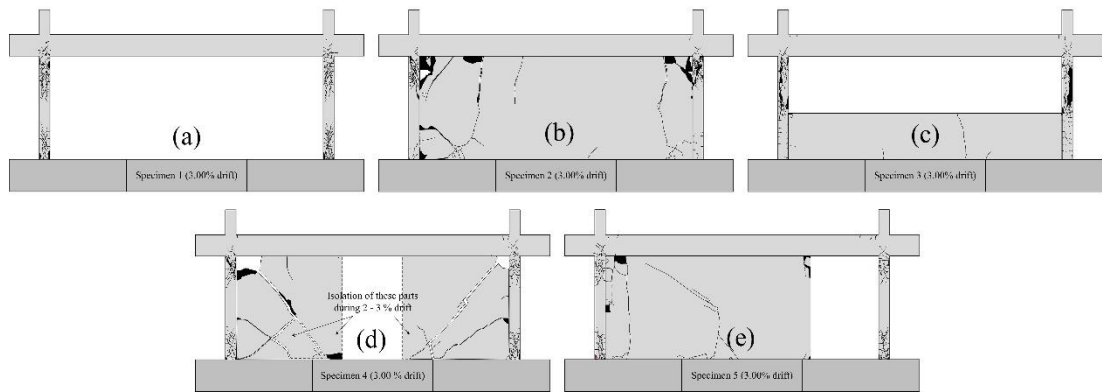 (a)
Specimen 1 (3.00% drift)
(b)
Specimen 2 (3.00% drift)
(c)
Specimen 3 (3.00% drift)
Isolation of these parts
during 2 - 3 % drift
(d)
Specimen 4 (3.00 % drift)
(e)
Specimen 5 (3.00% drift)